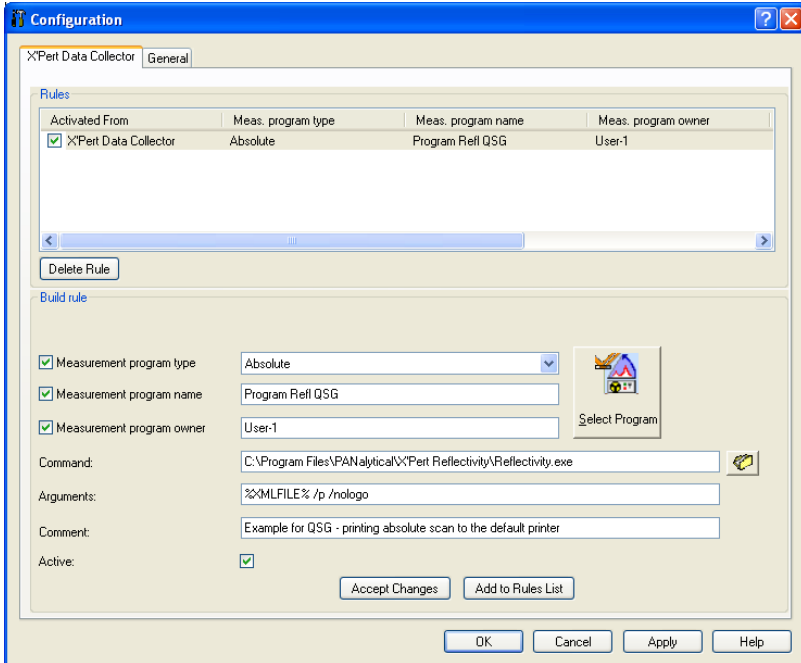 Configuration
X'Pert Data Collector General
Rules
Activated From Meas. program type Meas. program name Meas. program owner
X'Pert Data Collector Absolute Program Refl QSG User-1
Delete Rule
Build rule
Measurement program type Absolute
Measurement program name Program Refl QSG
Measurement program owner User-1
Select Program
Command: C:\Program Files\PANalytical\X'Pert Reflectivity\Reflectivity.exe
Arguments: %XMLFILE% /p /nologo
Comment: Example for QSG - printing absolute scan to the default printer
Active:
Accept Changes Add to Rules List
OK Cancel Apply Help